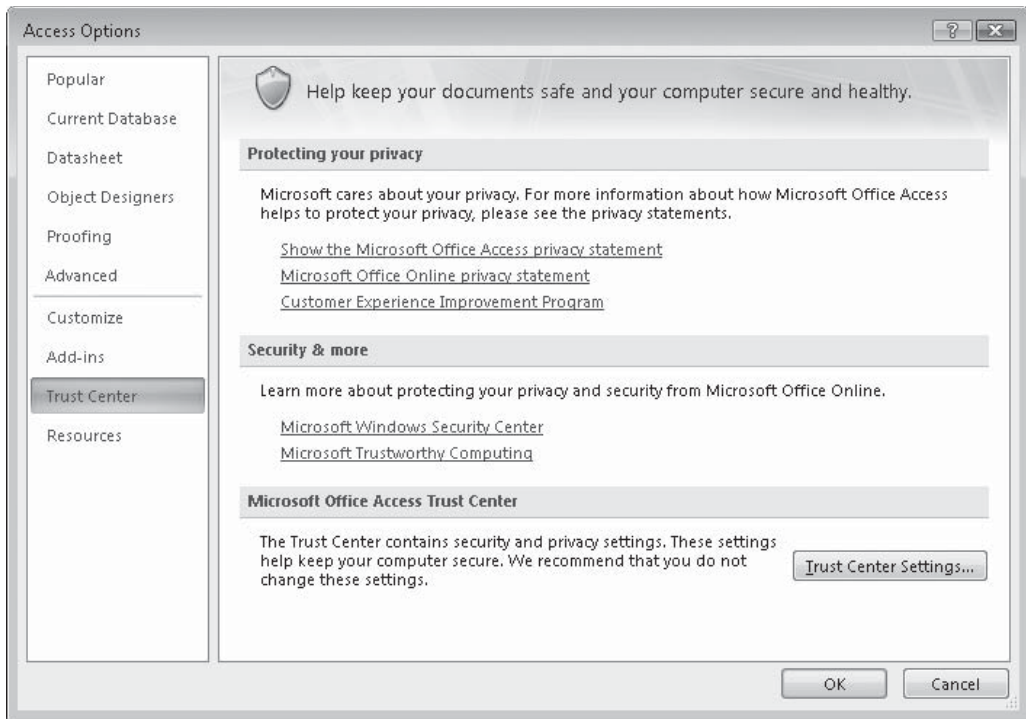 Access Options
Popular
Current Database
Datasheet
Object Designers
Proofing
Advanced
Customize
Add-ins
Trust Center
Resources
Help keep your documents safe and your computer secure and healthy.
Protecting your privacy
Microsoft cares about your privacy. For more information about how Microsoft Office Access
helps to protect your privacy, please see the privacy statements.
Show the Microsoft Office Access privacy statement
Microsoft Office Online privacy statement
Customer Experience Improvement Program
Security & more
Learn more about protecting your privacy and security from Microsoft Office Online.
Microsoft Windows Security Center
Microsoft Trustworthy Computing
Microsoft Office Access Trust Center
The Trust Center contains security and privacy settings. These settings
help keep your computer secure. We recommend that you do not
change these settings.
Trust Center Settings...
OK
Cancel